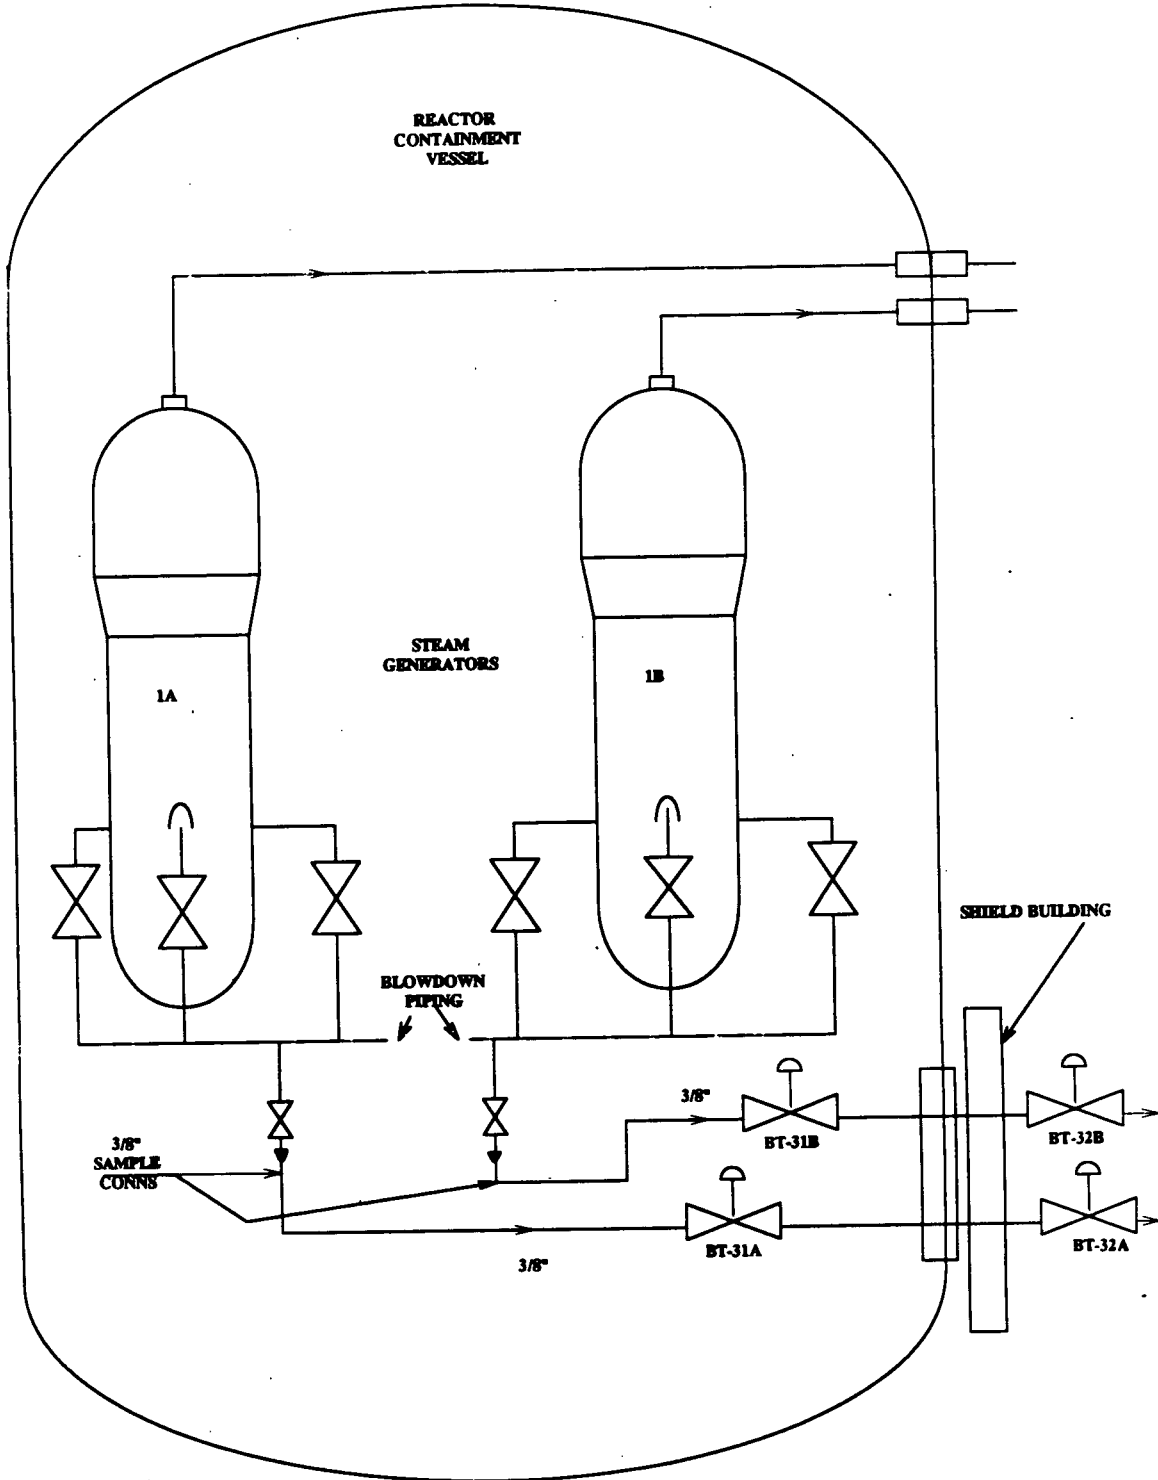 REACTOR
CONTAINMENT
VESSEL
STEAM
GENERATORS
1A
1B
SHIELD BUILDING
BLOWDOWN
PIPING
3/8"
BT-31B
BT-32B
3/8"
SAMPLE
CONNS
BT-31A
BT-32A
3/8"